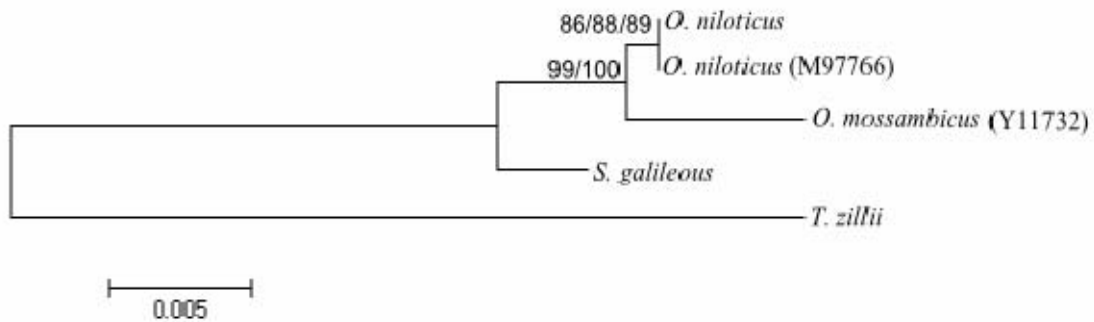 86/88/89 O. niloticus
99/100 O. niloticus (M97766)
O. mossambicus (Y11732)
S. galileous
T. zillii
0.005